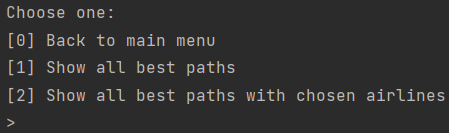 Choose one:
[0] Back to main menu
[1] Show all best paths
[2] Show all best paths with chosen airlines
>